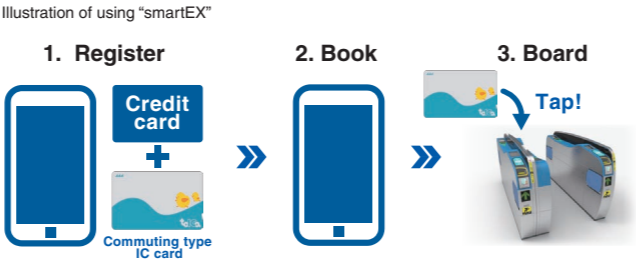 Illustration of using “smartEX”
1. Register
2. Book
3. Board
Credit
card
Tap!
Commuting type
IC card